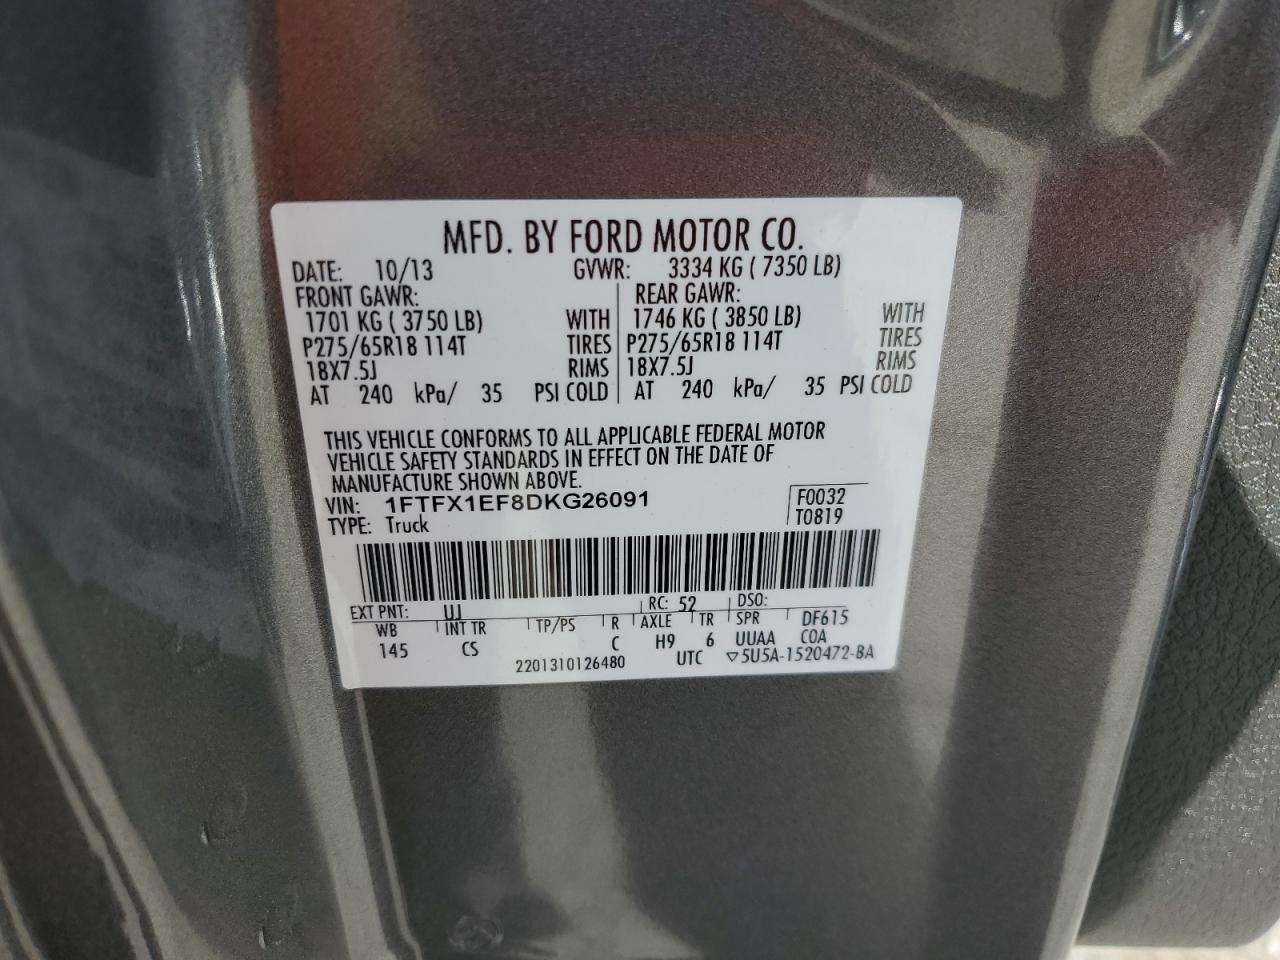 MFD. BY FORD MOTOR CO.
DATE: 10/13 GVWR: 3334 KG ( 7350 LB)
FRONT GAWR: REAR GAWR:
1701 KG ( 3750 LB) WITH 1746 KG ( 3850 LB) WITH
P275/65R18 114T TIRES P275/65R18 114T TIRES
18X7.5J RIMS 18X7.5J RIMS
AT 240 kPa/ 35 PSI COLD AT 240 kPa/ 35 PSI COLD
THIS VEHICLE CONFORMS TO ALL APPLICABLE FEDERAL MOTOR
VEHICLE SAFETY STANDARDS IN EFFECT ON THE DATE OF
MANUFACTURE SHOWN ABOVE.
VIN: 1FTFX1EF8DKG26091 F0032
TYPE: Truck T0819
EXT PNT: UJ RC: 52 DSO:
WB INT TR TP/PS R AXLE TR SPR DF615
145 CS C H9 6 UUAA COA
2201310126480 UTC ▽5U5A-1520472-BA